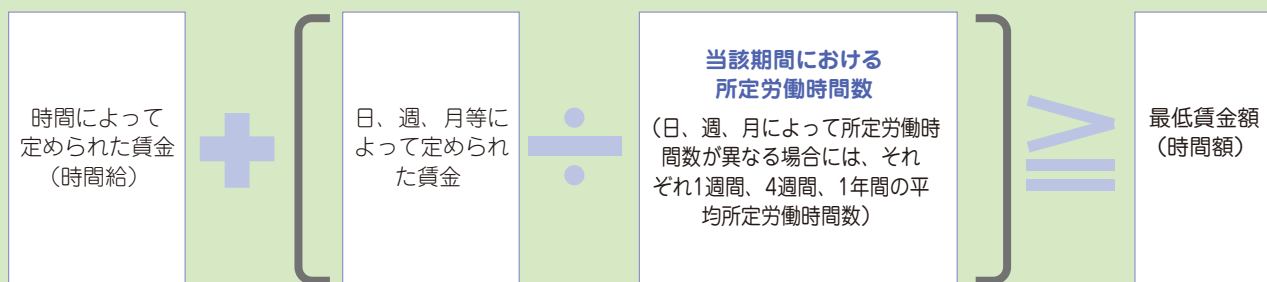 時間によって
定められた賃金
（時間給）
日、週、月等に
よって定められ
た賃金
÷
当該期間における
所定労働時間数
（日、週、月によって所定労働時
間数が異なる場合には、それ
ぞれ1週間、4週間、1年間の平
均所定労働時間数）
≧
最低賃金額
（時間額）